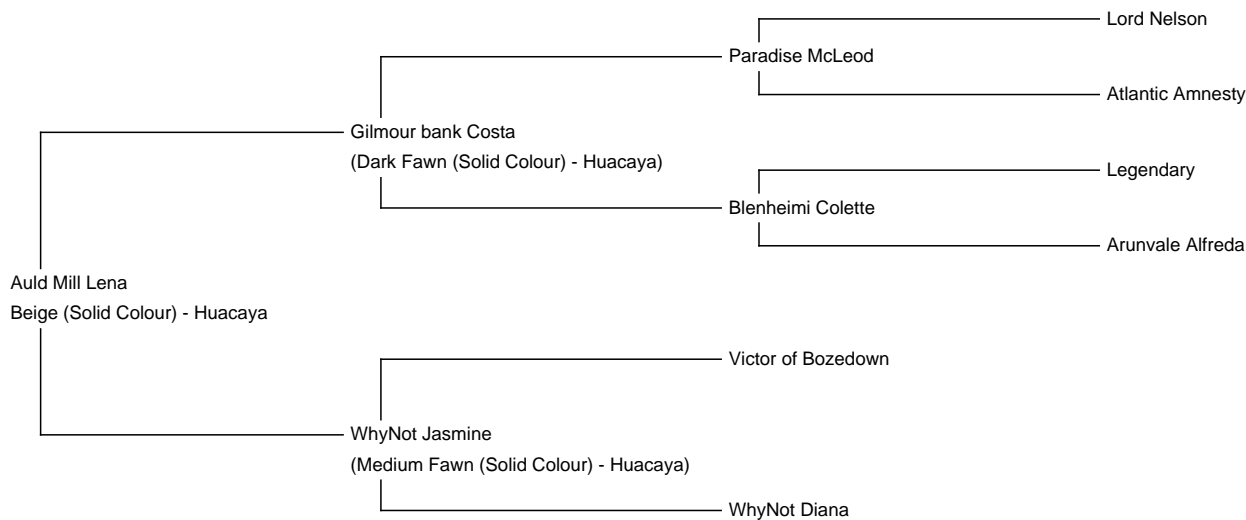 Lord Nelson
Paradise McLeod
Atlantic Amnesty
Gilmour bank Costa
(Dark Fawn (Solid Colour) - Huacaya)
Legendary
Blenheimi Colette
Arunvale Alfreda
Auld Mill Lena
Beige (Solid Colour) - Huacaya
Victor of Bozedown
WhyNot Jasmine
(Medium Fawn (Solid Colour) - Huacaya)
WhyNot Diana